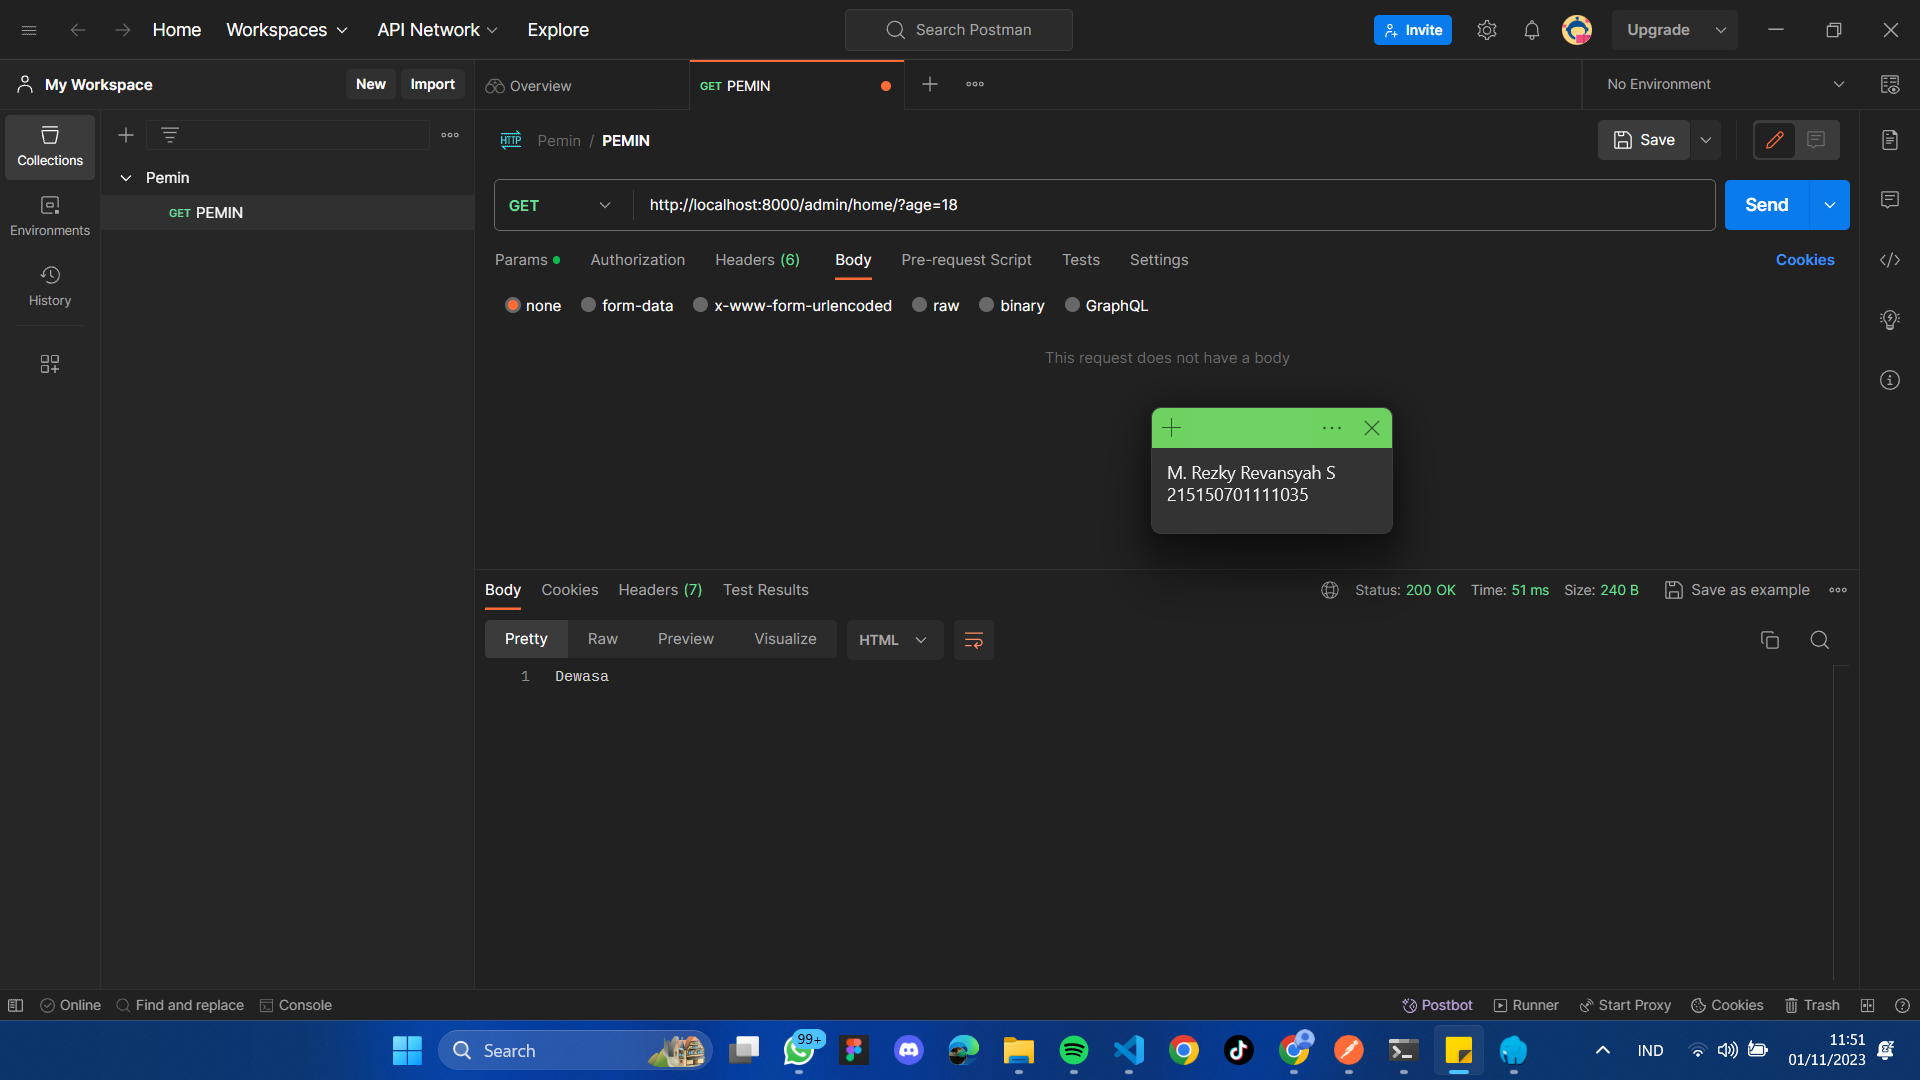 Home
Workspaces
API Network
Explore
Search Postman
Invite
Upgrade
My Workspace
New
Import
Overview
GET PEMIN
No Environment
Collections
Environments
History
Pemin
GET PEMIN
HTTP
Pemin / PEMIN
Save
GET
http://localhost:8000/admin/home/?age=18
Send
Params
Authorization
Headers (6)
Body
Pre-request Script
Tests
Settings
Cookies
none
form-data
x-www-form-urlencoded
raw
binary
GraphQL
This request does not have a body
M. Rezky Revansyah S
215150701111035
Body
Cookies
Headers (7)
Test Results
Status: 200 OK
Time: 51 ms
Size: 240 B
Save as example
Pretty
Raw
Preview
Visualize
HTML
1 Dewasa
Online
Find and replace
Console
Postbot
Runner
Start Proxy
Cookies
Trash
Search
99+
IND
11:51
01/11/2023